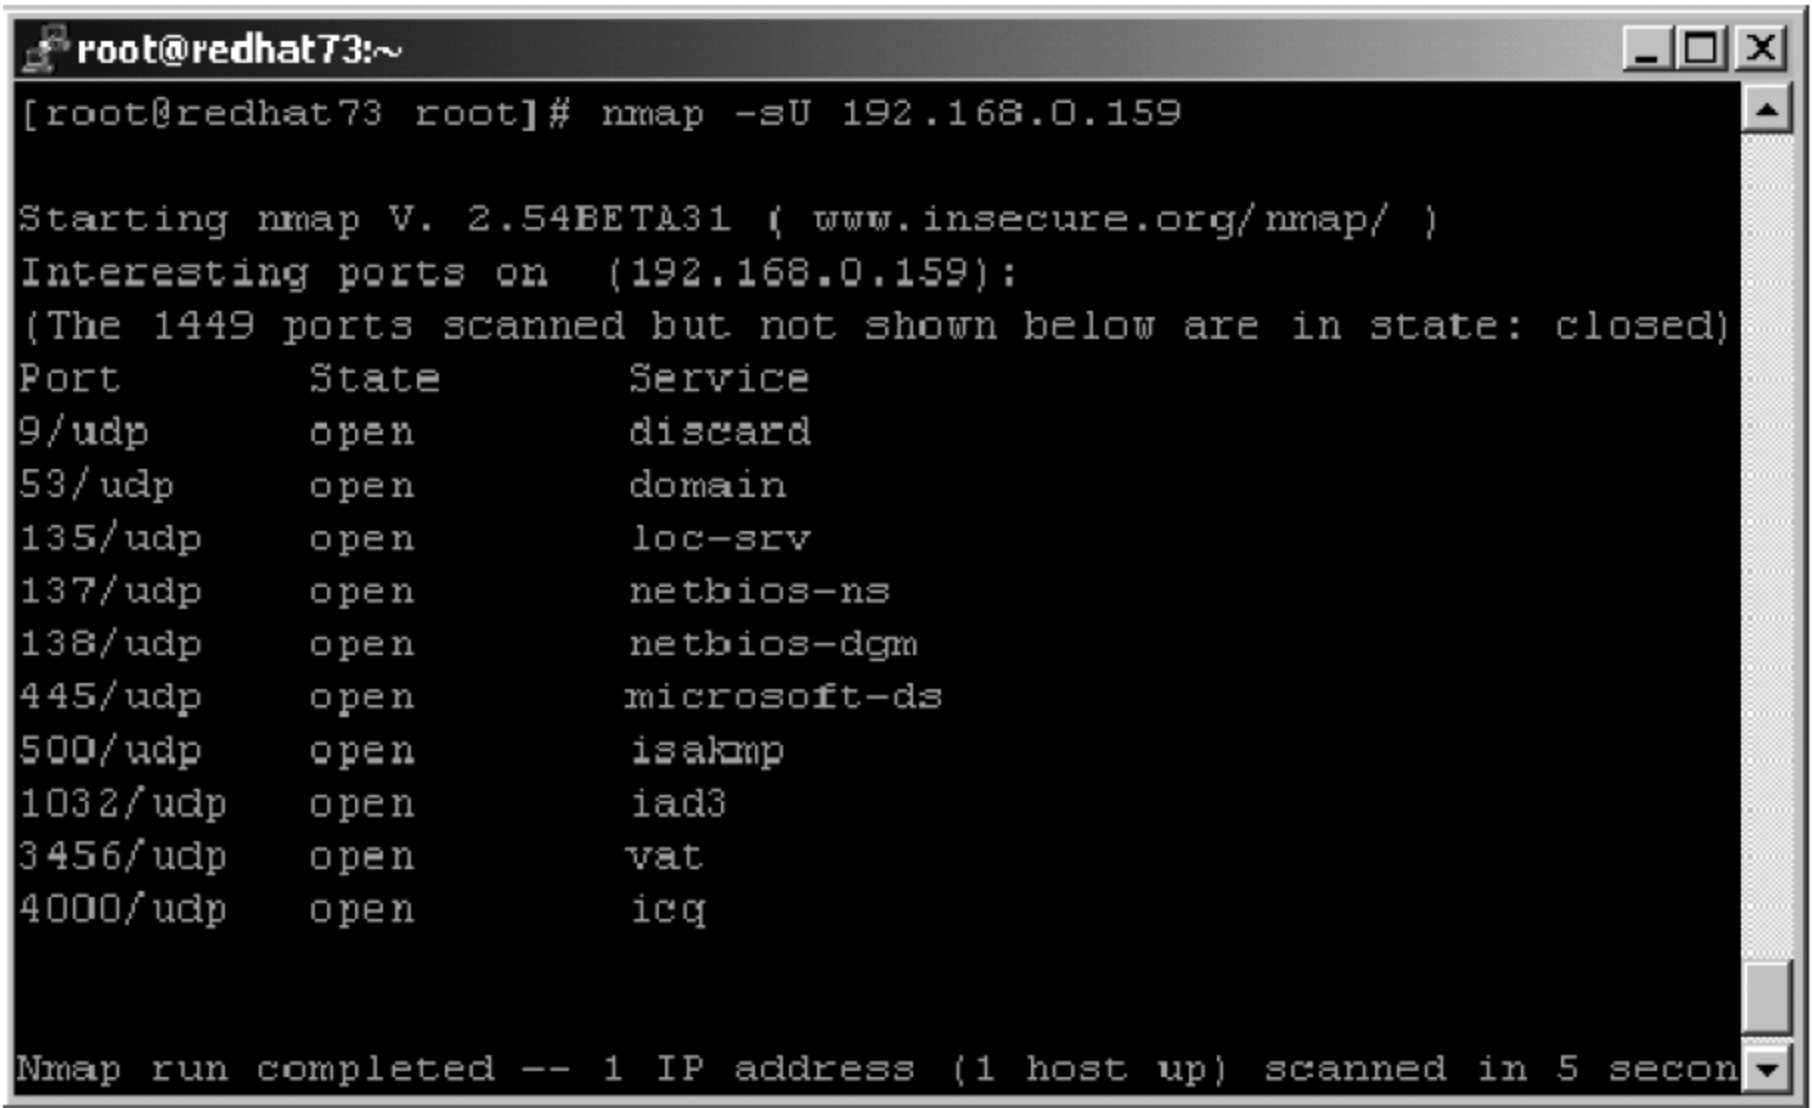 root@redhat73:~
[root@redhat73 root]# nmap -sU 192.168.0.159
Starting nmap V. 2.54BETA31 ( www.insecure.org/nmap/ )
Interesting ports on  (192.168.0.159):
(The 1449 ports scanned but not shown below are in state: closed)
Port       State       Service
9/udp      open        discard
53/udp     open        domain
135/udp    open        loc-srv
137/udp    open        netbios-ns
138/udp    open        netbios-dgm
445/udp    open        microsoft-ds
500/udp    open        isakmp
1032/udp   open        iad3
3456/udp   open        vat
4000/udp   open        icq
Nmap run completed -- 1 IP address (1 host up) scanned in 5 secon